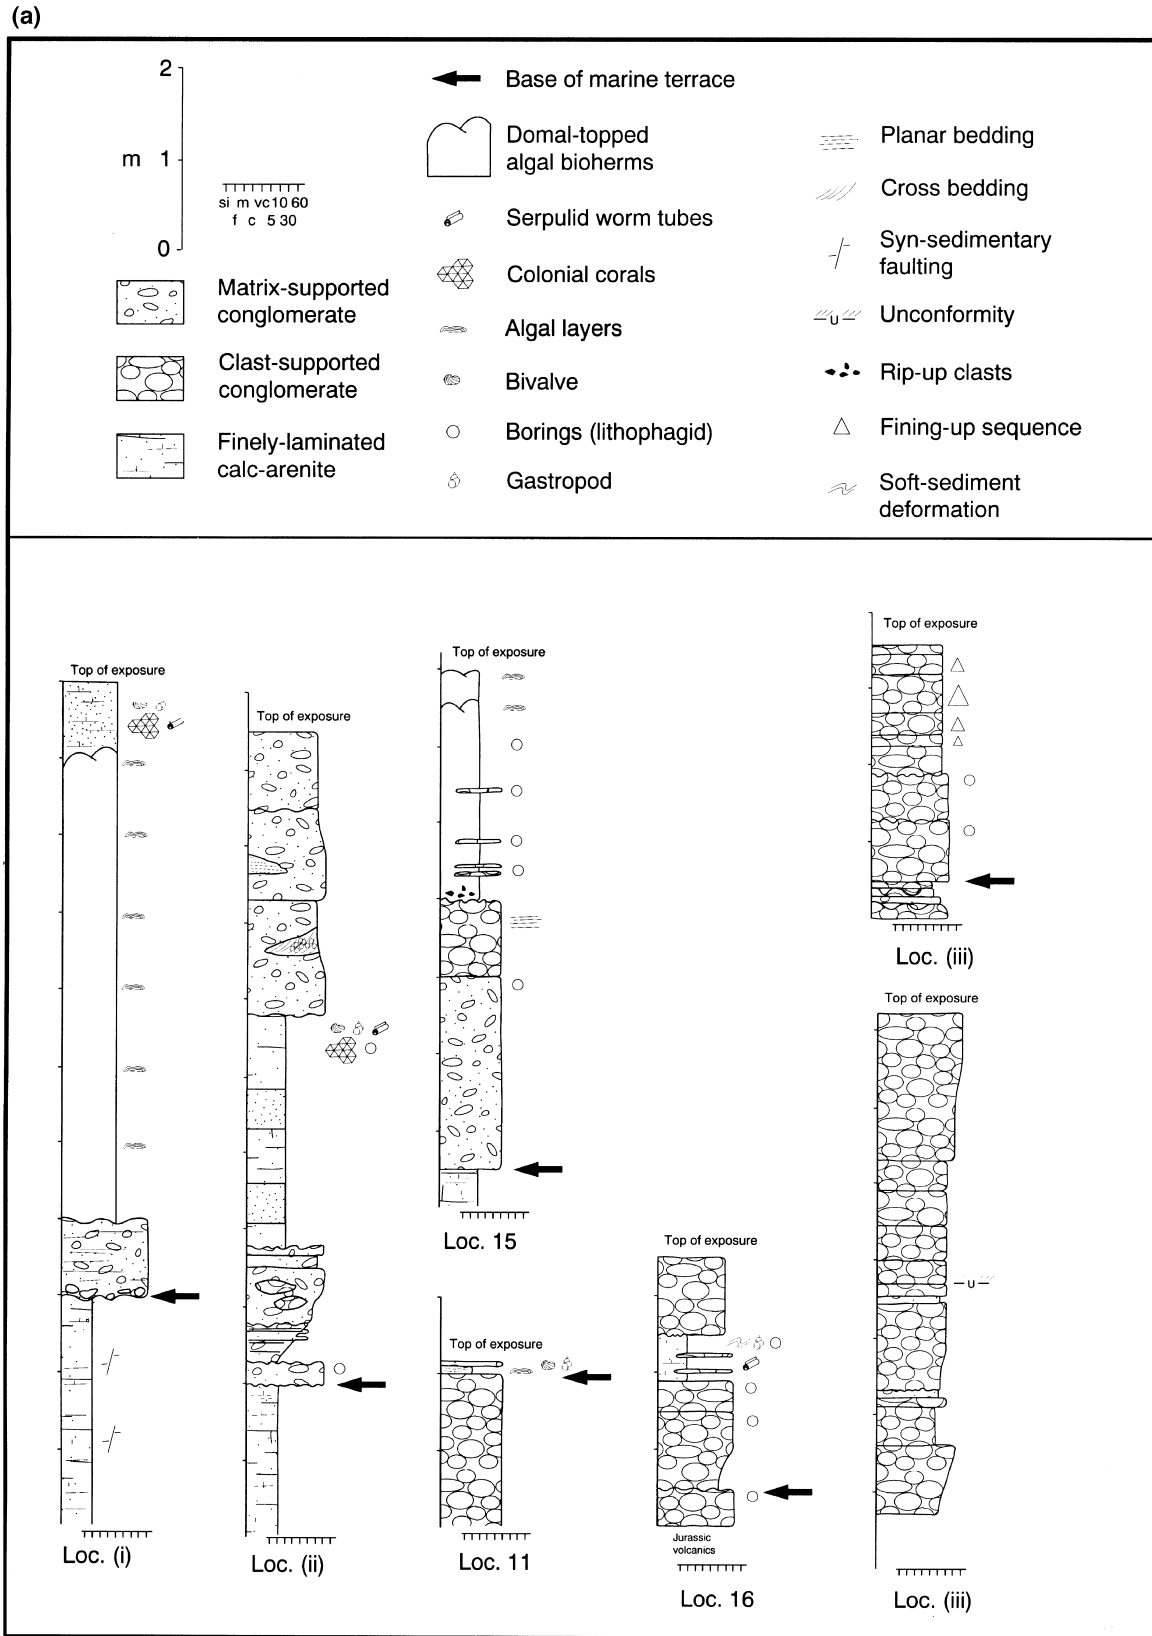 (a)
2
m 1
0
si m vc 10 60
f c 5 30
Matrix-supported
conglomerate
Clast-supported
conglomerate
Finely-laminated
calc-arenite
Base of marine terrace
Domal-topped
algal bioherms
Serpulid worm tubes
Colonial corals
Algal layers
Bivalve
Borings (lithophagid)
Gastropod
Planar bedding
Cross bedding
Syn-sedimentary
faulting
U
Unconformity
Rip-up clasts
Fining-up sequence
Soft-sediment
deformation
Top of exposure
Loc. (i)
Top of exposure
Loc. (ii)
Top of exposure
Loc. 15
Top of exposure
Loc. 11
Top of exposure
Jurassic
volcanics
Loc. 16
Top of exposure
Loc. (iii)
Top of exposure
U
Loc. (iii)